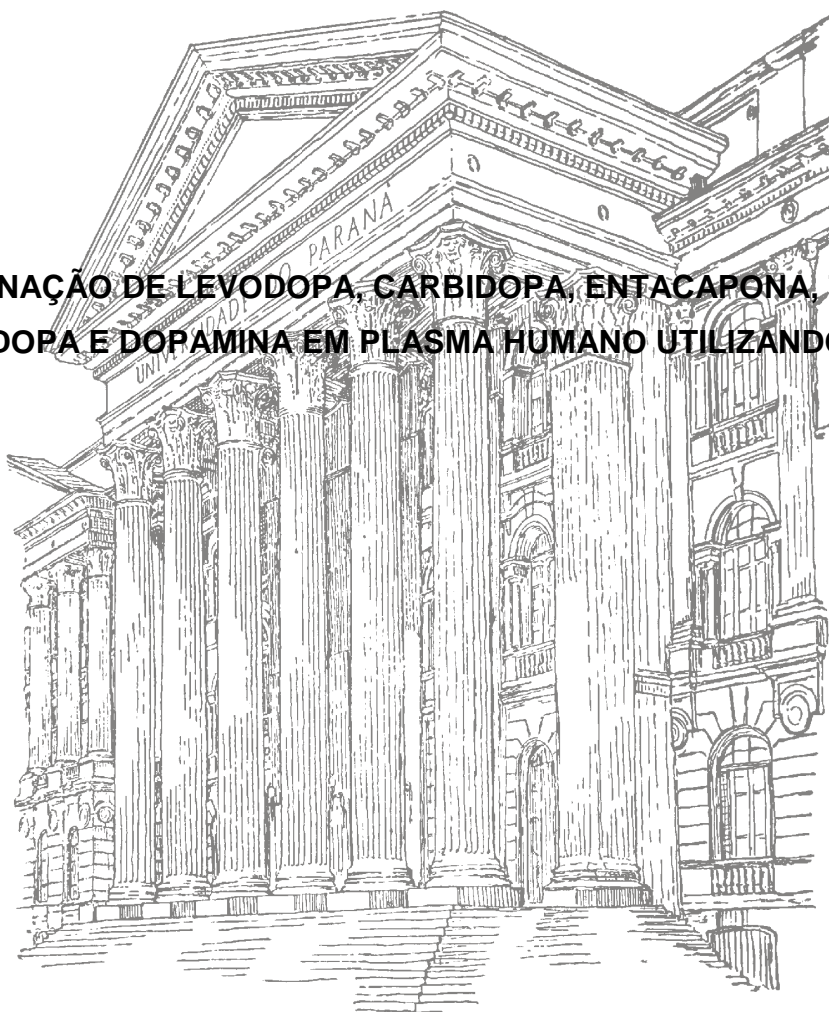 PARANÁ
NAÇÃO DE LEVODOPA, CARBIDOPA, ENTACAPONA,
DOPA E DOPAMINA EM PLASMA HUMANO UTILIZANDO